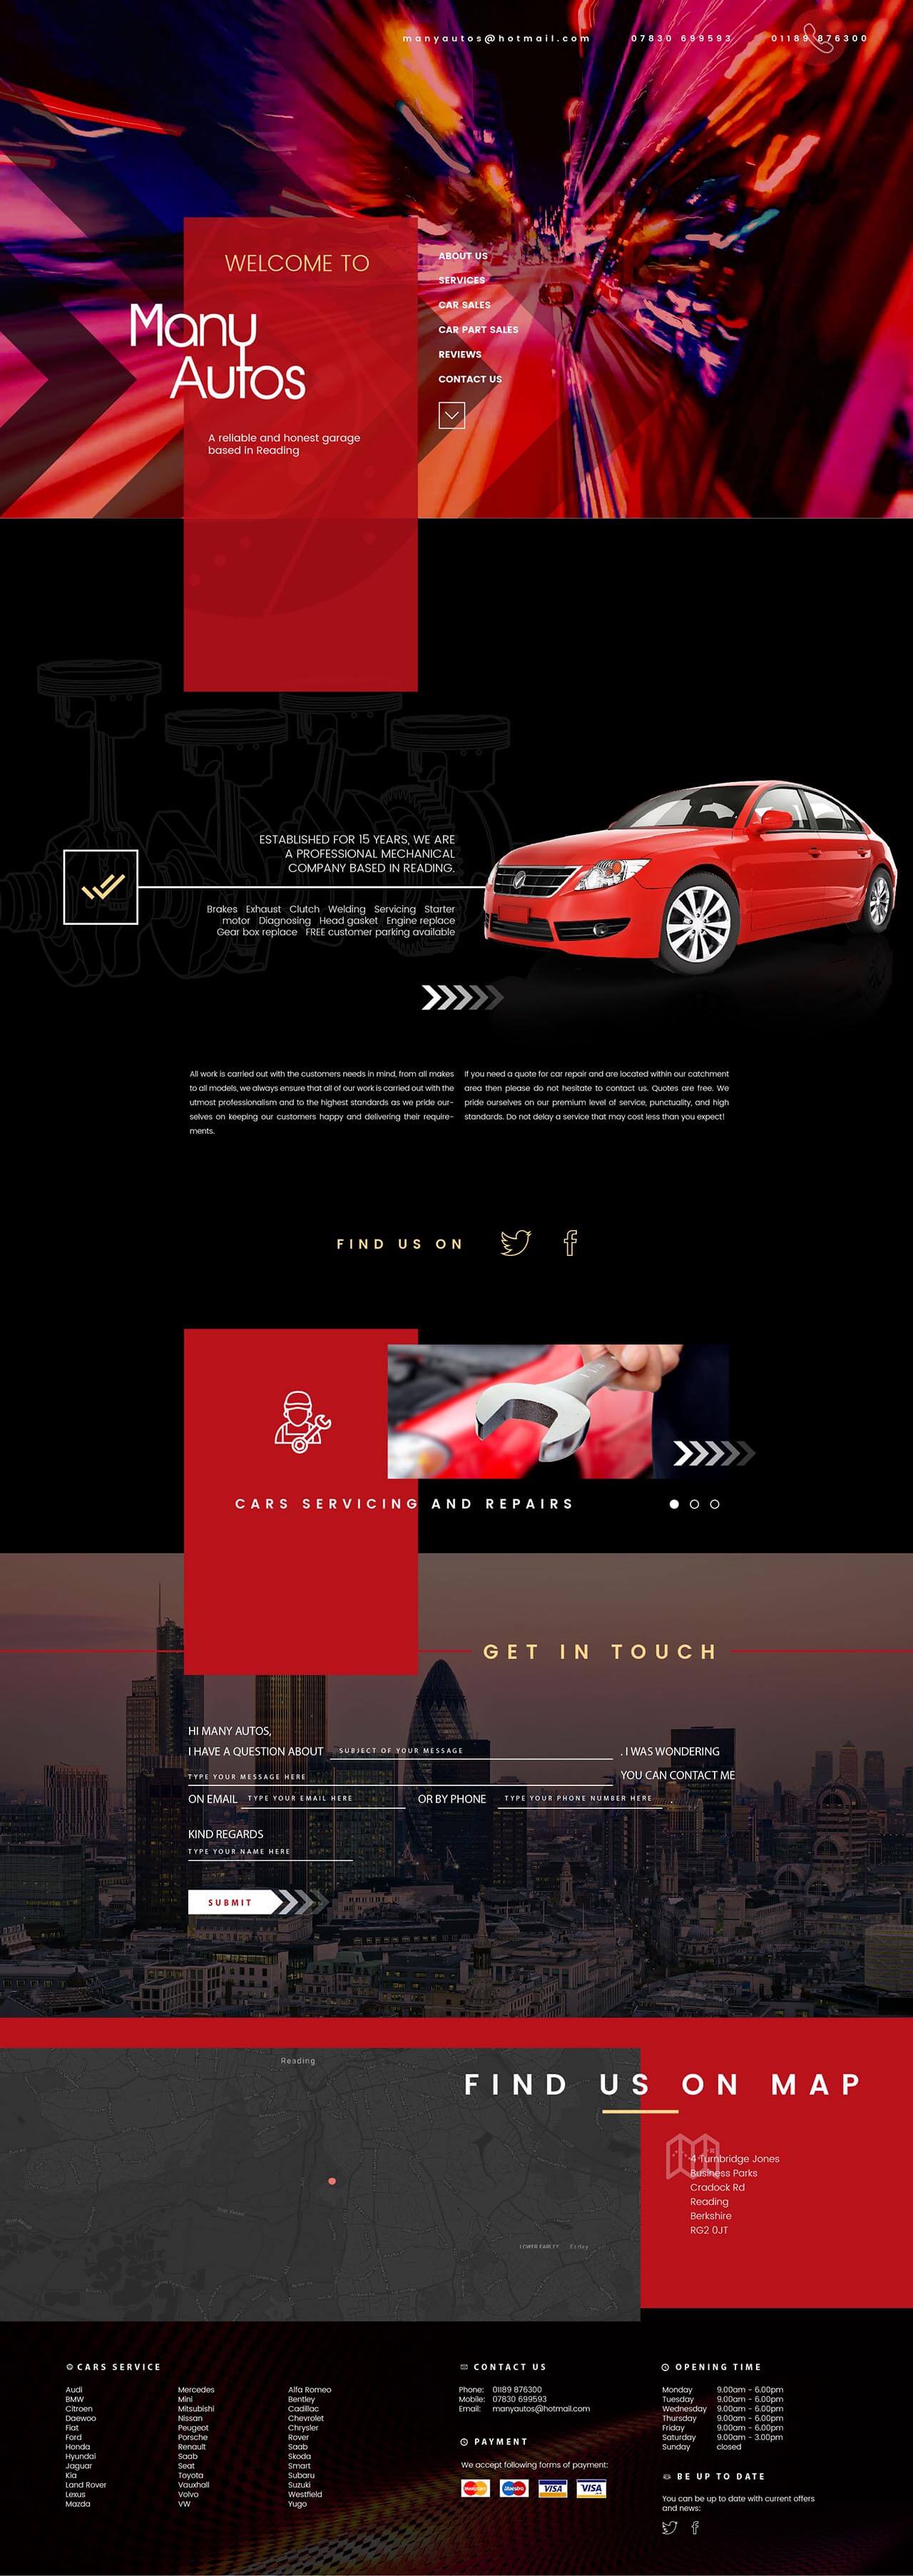 manyautos@hotmail.com 07830 699593 01189 876300
WELCOME TO
Many
Autos
A reliable and honest garage
based in Reading
ABOUT US
SERVICES
CAR SALES
CAR PART SALES
REVIEWS
CONTACT US
ESTABLISHED FOR 15 YEARS, WE ARE
A PROFESSIONAL MECHANICAL
COMPANY BASED IN READING.
Brakes Exhaust Clutch Welding Servicing Starter
motor Diagnosing Head gasket Engine replace
Gear box replace FREE customer parking available
All work is carried out with the customers needs in mind, from all makes
to all models, we always ensure that all of our work is carried out with the
utmost professionalism and to the highest standards as we pride our-
selves on keeping our customers happy and delivering their require-
ments.
If you need a quote for car repair and are located within our catchment
area then please do not hesitate to contact us. Quotes are free. We
pride ourselves on our premium level of service, punctuality, and high
standards. Do not delay a service that may cost less than you expect!
FIND US ON
CARS SERVICING AND REPAIRS
GET IN TOUCH
HI MANY AUTOS,
I HAVE A QUESTION ABOUT SUBJECT OF YOUR MESSAGE . I WAS WONDERING
TYPE YOUR MESSAGE HERE YOU CAN CONTACT ME
ON EMAIL TYPE YOUR EMAIL HERE OR BY PHONE TYPE YOUR PHONE NUMBER HERE .
KIND REGARDS
TYPE YOUR NAME HERE
SUBMIT
Reading
LOWER EARLEY Earley
FIND US ON MAP
4 Turnbridge Jones
Business Parks
Cradock Rd
Reading
Berkshire
RG2 0JT
CARS SERVICE
Audi
BMW
Citroen
Daewoo
Fiat
Ford
Honda
Hyundai
Jaguar
Kia
Land Rover
Lexus
Mazda
Mercedes
Mini
Mitsubishi
Nissan
Peugeot
Porsche
Renault
Saab
Seat
Toyota
Vauxhall
Volvo
VW
Alfa Romeo
Bentley
Cadillac
Chevrolet
Chrysler
Rover
Saab
Skoda
Smart
Subaru
Suzuki
Westfield
Yugo
CONTACT US
Phone: 01189 876300
Mobile: 07830 699593
Email: manyautos@hotmail.com
PAYMENT
We accept following forms of payment:
MasterCard Maestro VISA VISA
OPENING TIME
Monday 9.00am - 6.00pm
Tuesday 9.00am - 6.00pm
Wednesday 9.00am - 6.00pm
Thursday 9.00am - 6.00pm
Friday 9.00am - 6.00pm
Saturday 9.00am - 3.00pm
Sunday closed
BE UP TO DATE
You can be up to date with current offers
and news: